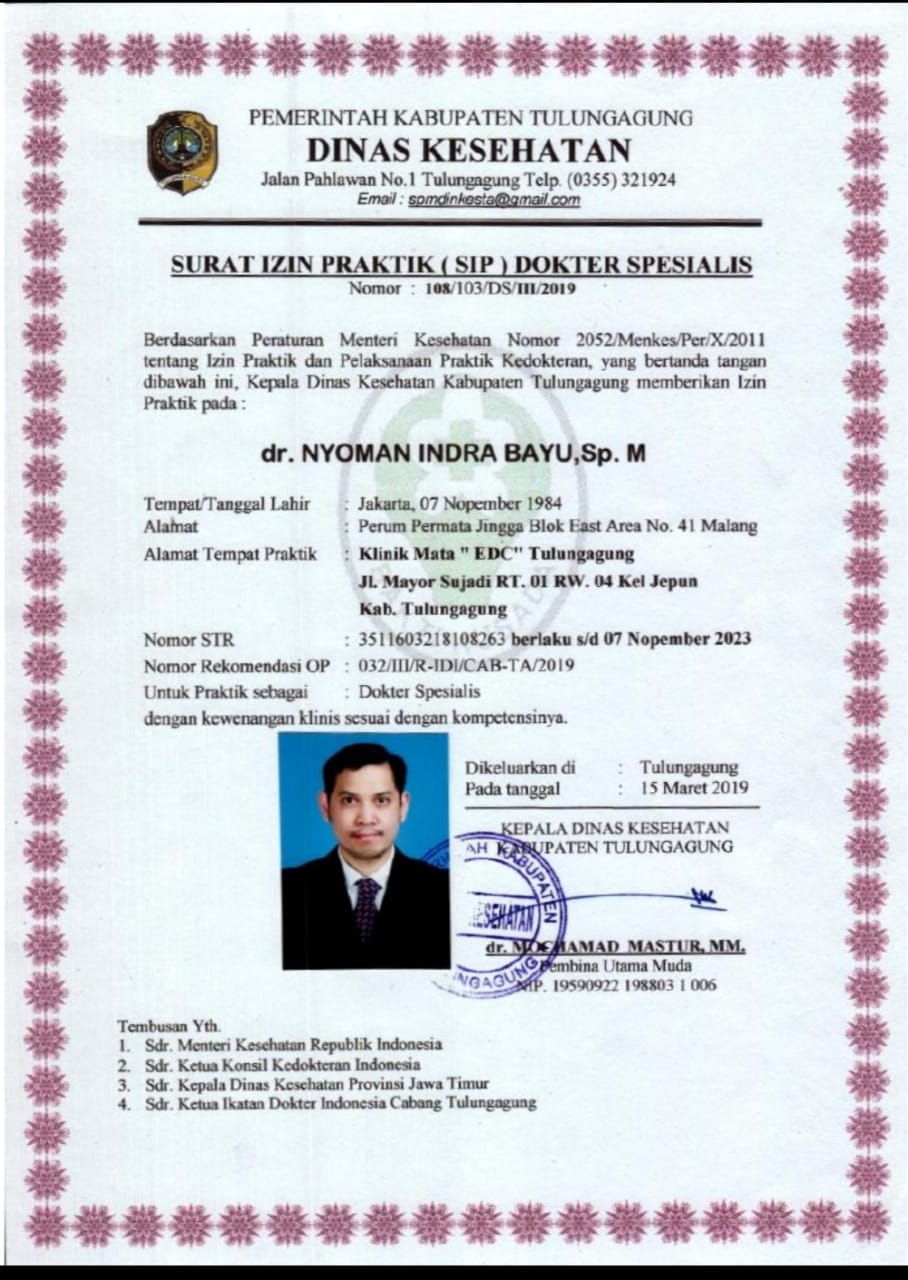 PEMERINTAH KABUPATEN TULUNGAGUNG
DINAS KESEHATAN
Jalan Pahlawan No.1 Tulungagung Telp. (0355) 321924
Email : spmdinkesta@gmail.com
SURAT IZIN PRAKTIK ( SIP ) DOKTER SPESIALIS
Nomor : 108/103/DS/III/2019
Berdasarkan Peraturan Menteri Kesehatan Nomor 2052/Menkes/Per/X/2011
tentang Izin Praktik dan Pelaksanaan Praktik Kedokteran, yang bertanda tangan
dibawah ini, Kepala Dinas Kesehatan Kabupaten Tulungagung memberikan Izin
Praktik pada :
dr. NYOMAN INDRA BAYU,Sp. M
Tempat/Tanggal Lahir : Jakarta, 07 Nopember 1984
Alamat : Perum Permata Jingga Blok East Area No. 41 Malang
Alamat Tempat Praktik : Klinik Mata " EDC" Tulungagung
Jl. Mayor Sujadi RT. 01 RW. 04 Kel Jepun
Kab. Tulungagung
Nomor STR : 3511603218108263 berlaku s/d 07 Nopember 2023
Nomor Rekomendasi OP : 032/III/R-IDI/CAB-TA/2019
Untuk Praktik sebagai : Dokter Spesialis
dengan kewenangan klinis sesuai dengan kompetensinya.
Dikeluarkan di : Tulungagung
Pada tanggal : 15 Maret 2019
KEPALA DINAS KESEHATAN
KABUPATEN TULUNGAGUNG
KABUPATEN
KESEHATAN
dr. MOCHAMAD MASTUR, MM.
Pembina Utama Muda
NIP. 19590922 198803 1 006
Tembusan Yth.
1. Sdr. Menteri Kesehatan Republik Indonesia
2. Sdr. Ketua Konsil Kedokteran Indonesia
3. Sdr. Kepala Dinas Kesehatan Provinsi Jawa Timur
4. Sdr. Ketua Ikatan Dokter Indonesia Cabang Tulungagung